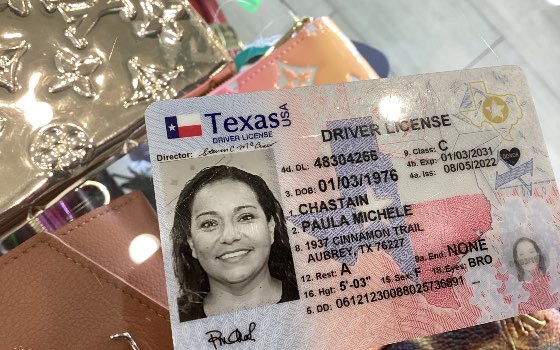 Texas USA
DRIVER LICENSE
DRIVER LICENSE
Director:
4d. DL: 48304256 9. Class: C
4b. Exp: 01/03/2031
3. DOB: 01/03/1976 4a. Iss: 08/05/2022
1. CHASTAIN
2. PAULA MICHELE
8. 1937 CINNAMON TRAIL
AUBREY, TX 76227
12. Rest: A 9a. End: NONE
16. Hgt: 5'-03" 15. Sex: F 18. Eyes: BRO
5. DD: 06121230088025736891